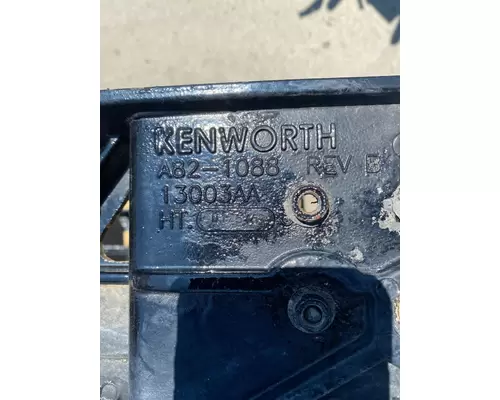 KENWORTH
A82-1088 REV B
13003AA
HT.